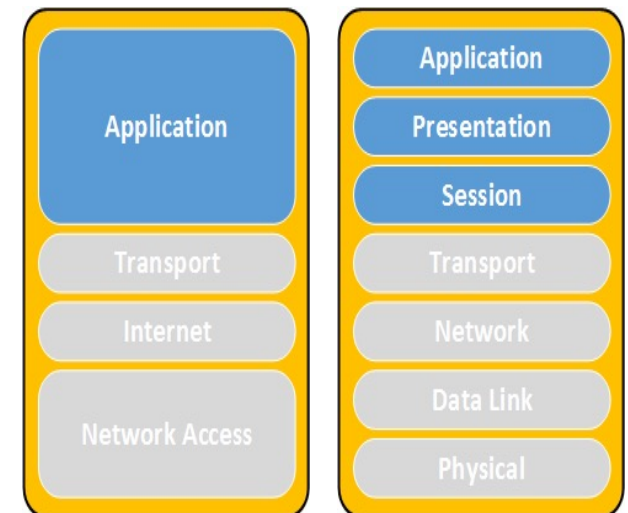 Application
Transport
Internet
Network Access
Application
Presentation
Session
Transport
Network
Data Link
Physical